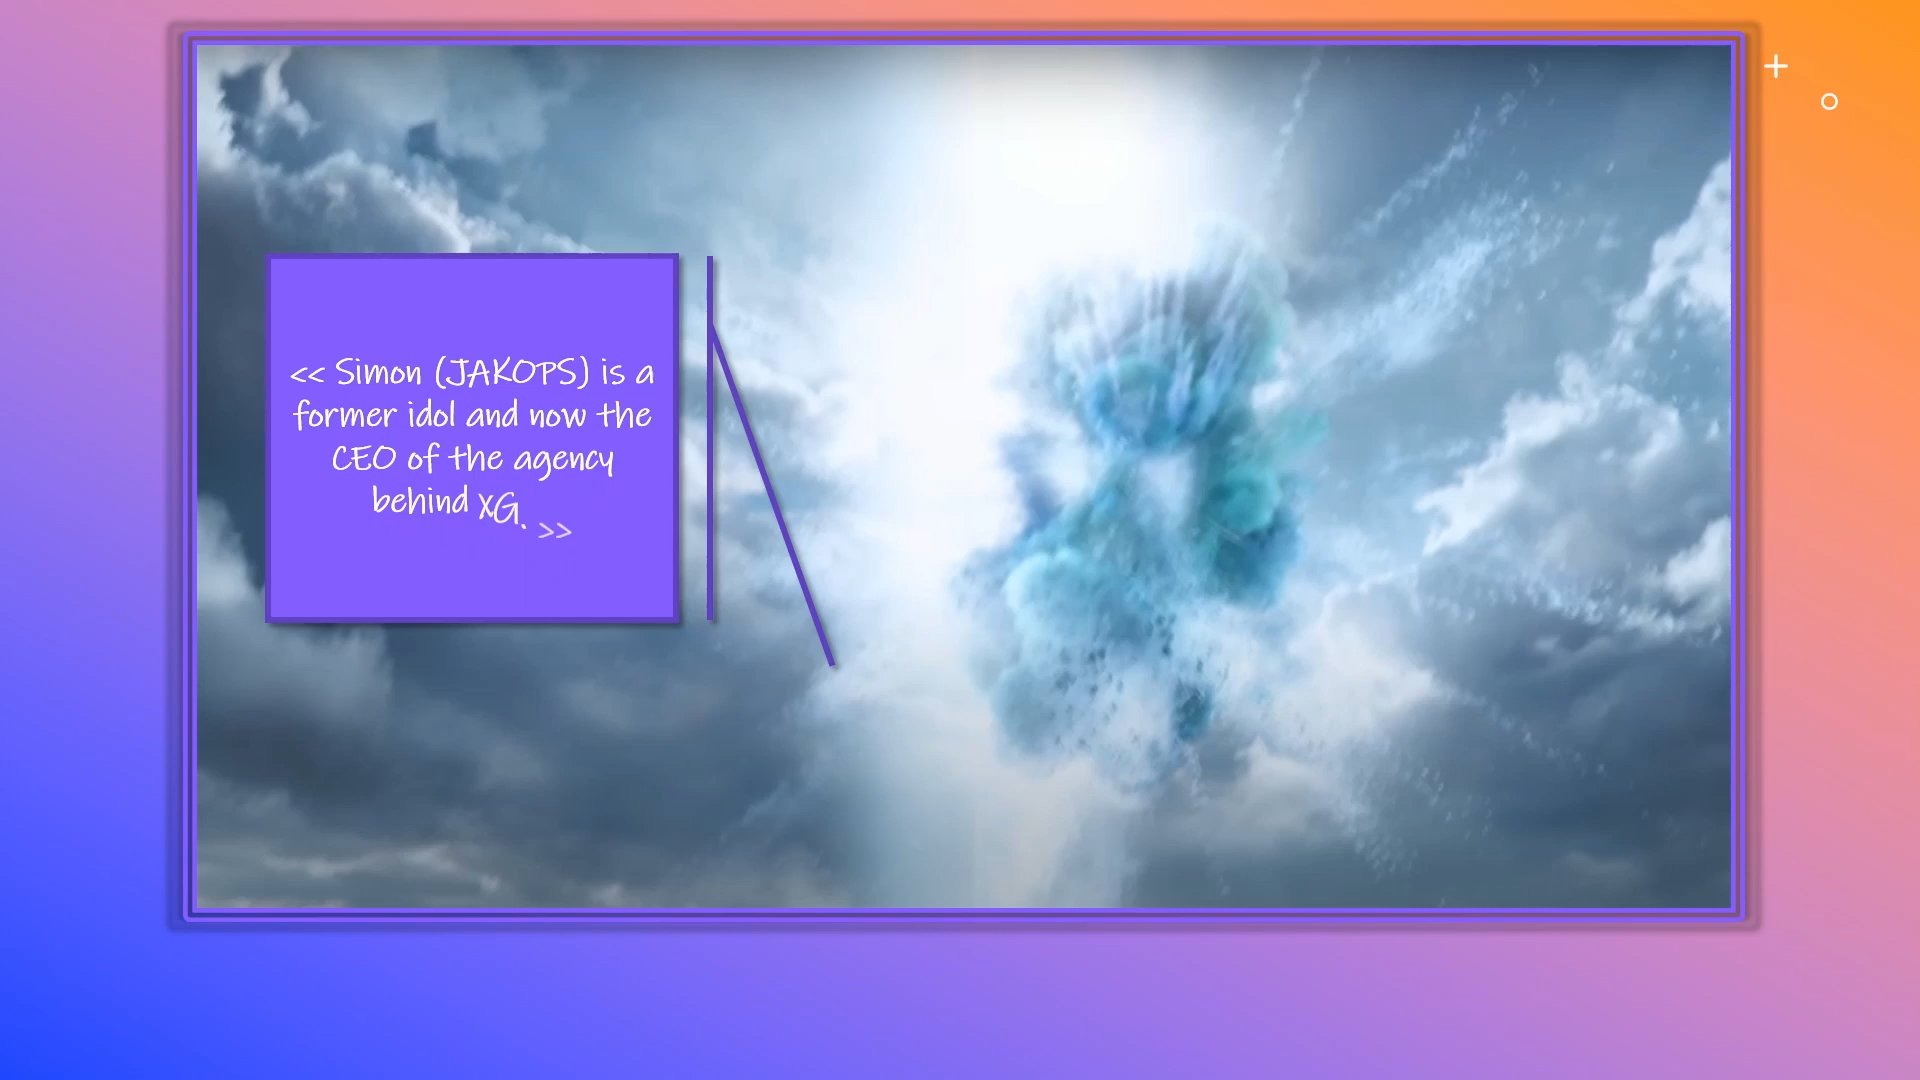 << Simon (JAKOPS) is a
former idol and now the
CEO of the agency
behind XG. >>